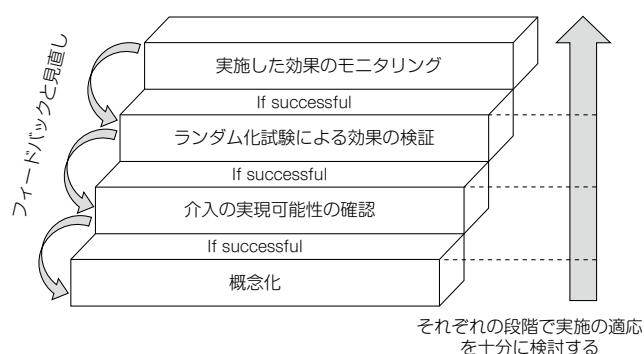 実施した効果のモニタリング
If successful
ランダム化試験による効果の検証
If successful
介入の実現可能性の確認
If successful
概念化
フィードバックと見直し
それぞれの段階で実施の適応
を十分に検討する